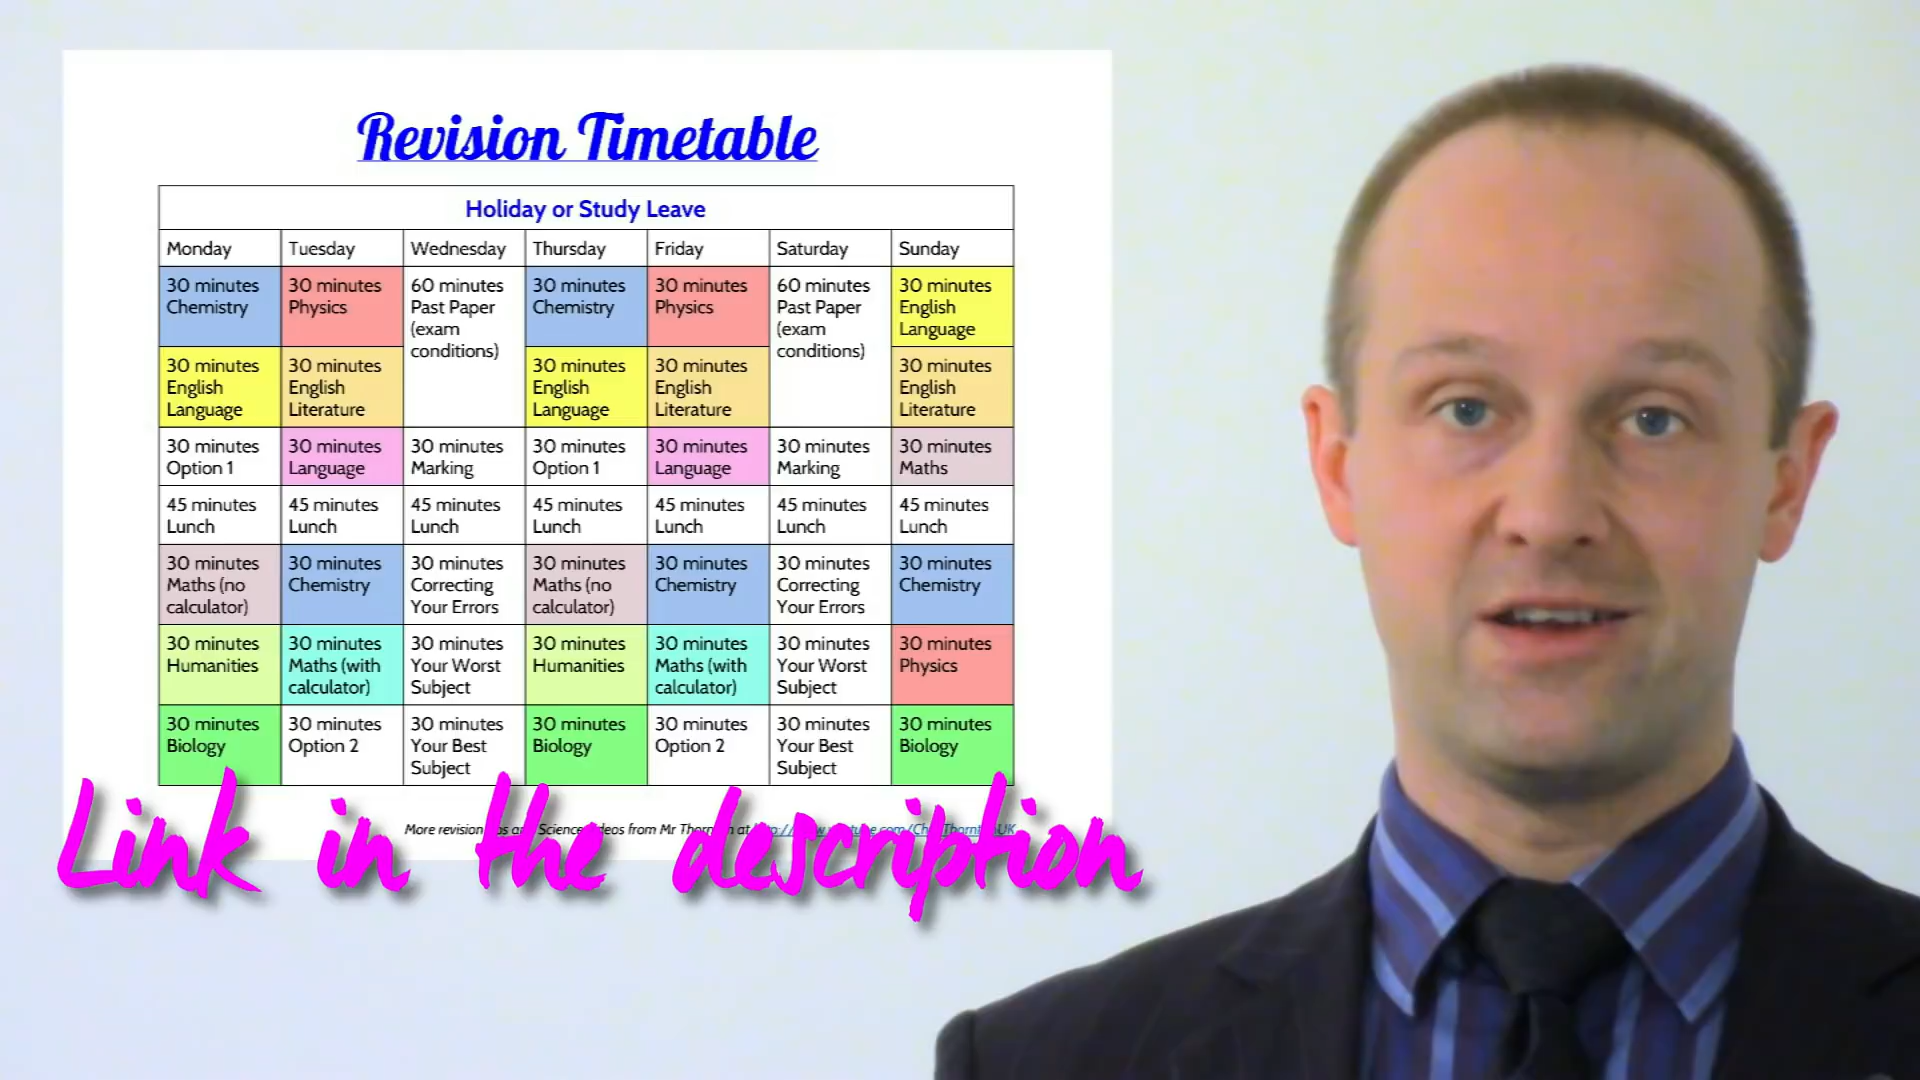 Revision Timetable
Holiday or Study Leave
Monday Tuesday Wednesday Thursday Friday Saturday Sunday
30 minutes 30 minutes 60 minutes 30 minutes 30 minutes 60 minutes 30 minutes
Chemistry Physics Past Paper Chemistry Physics Past Paper English
(exam (exam Language
conditions) conditions)
30 minutes 30 minutes 30 minutes 30 minutes 30 minutes
English English English English English
Language Literature Language Literature Literature
30 minutes 30 minutes 30 minutes 30 minutes 30 minutes 30 minutes 30 minutes
Option 1 Language Marking Option 1 Language Marking Maths
45 minutes 45 minutes 45 minutes 45 minutes 45 minutes 45 minutes 45 minutes
Lunch Lunch Lunch Lunch Lunch Lunch Lunch
30 minutes 30 minutes 30 minutes 30 minutes 30 minutes 30 minutes 30 minutes
Maths (no Chemistry Correcting Maths (no Chemistry Correcting Chemistry
calculator) Your Errors calculator) Your Errors
30 minutes 30 minutes 30 minutes 30 minutes 30 minutes 30 minutes 30 minutes
Humanities Maths (with Your Worst Humanities Maths (with Your Worst Physics
calculator) Subject calculator) Subject
30 minutes 30 minutes 30 minutes 30 minutes 30 minutes 30 minutes 30 minutes
Biology Option 2 Your Best Biology Option 2 Your Best Biology
Subject Subject
More revision Science from Mr at
Link in the description